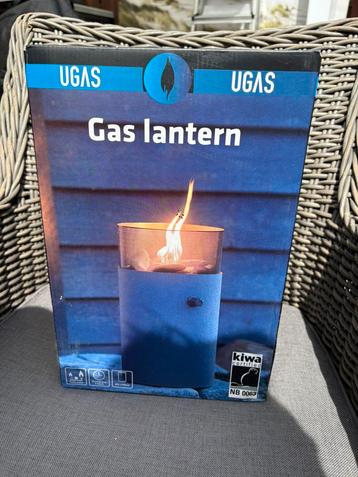 UGAS
UGAS
Gas lantern
kiwa
NB 0063